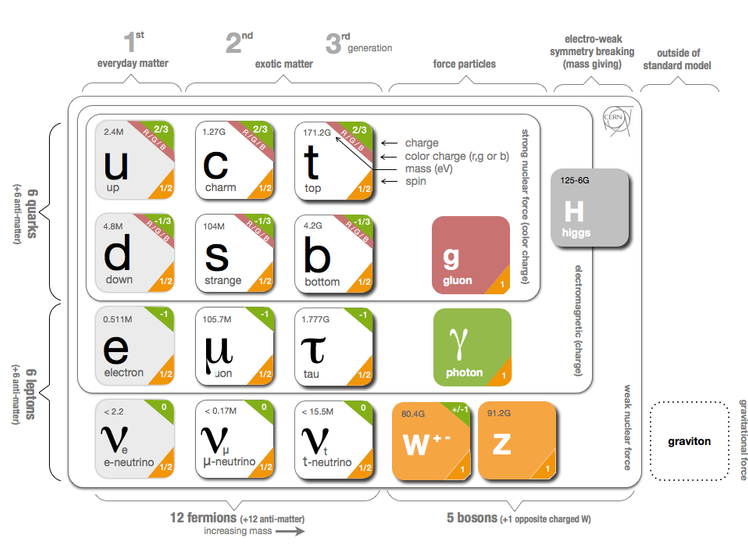 1st
2nd
3rd generation
everyday matter
exotic matter
force particles
electro-weak
symmetry breaking
(mass giving)
outside of
standard model
CERN
2.4M 2/3
R/G/B
u
up 1/2
1.27G 2/3
R/G/B
c
charm 1/2
171.2G 2/3
R/G/B
t
top 1/2
charge
color charge (r,g or b)
mass (eV)
spin
strong nuclear force (color charge)
125-6G
H
higgs
6 quarks
(+6 anti-matter)
4.8M -1/3
R/G/B
d
down 1/2
104M -1/3
R/G/B
s
strange 1/2
4.2G -1/3
R/G/B
b
bottom 1/2
g
gluon 1
electromagnetic (charge)
6 leptons
(+6 anti-matter)
0.511M -1
e
electron 1/2
105.7M -1
μ
uon 1/2
1.777G -1
τ
tau 1/2
γ
photon 1
weak nuclear force
< 2.2 0
νe
e-neutrino 1/2
< 0.17M 0
νμ
μ-neutrino 1/2
< 15.5M 0
νt
t-neutrino 1/2
80.4G +/-1
W+-
1
91.2G
Z
1
graviton
gravitational force
12 fermions (+12 anti-matter)
increasing mass
5 bosons (+1 opposite charged W)